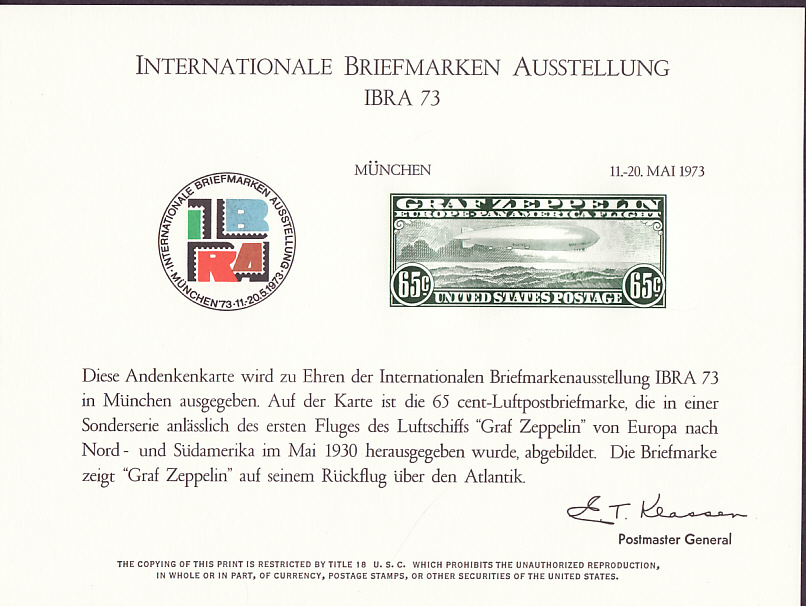 INTERNATIONALE BRIEFMARKEN AUSSTELLUNG
IBRA 73
MÜNCHEN 11.-20. MAI 1973
INTERNATIONALE BRIEFMARKEN AUSSTELLUNG
· MÜNCHEN'73·11.-20.5.1973 ·
IB
RA
GRAF ZEPPELIN
EUROPE-PAN AMERICA FLIGHT
65¢ UNITED STATES POSTAGE 65¢
Diese Andenkenkarte wird zu Ehren der Internationalen Briefmarkenausstellung IBRA 73
in München ausgegeben. Auf der Karte ist die 65 cent-Luftpostbriefmarke, die in einer
Sonderserie anlässlich des ersten Fluges des Luftschiffs "Graf Zeppelin" von Europa nach
Nord- und Südamerika im Mai 1930 herausgegeben wurde, abgebildet. Die Briefmarke
zeigt "Graf Zeppelin" auf seinem Rückflug über den Atlantik.
E. T. Klassen
Postmaster General
THE COPYING OF THIS PRINT IS RESTRICTED BY TITLE 18 U. S. C. WHICH PROHIBITS THE UNAUTHORIZED REPRODUCTION,
IN WHOLE OR IN PART, OF CURRENCY, POSTAGE STAMPS, OR OTHER SECURITIES OF THE UNITED STATES.